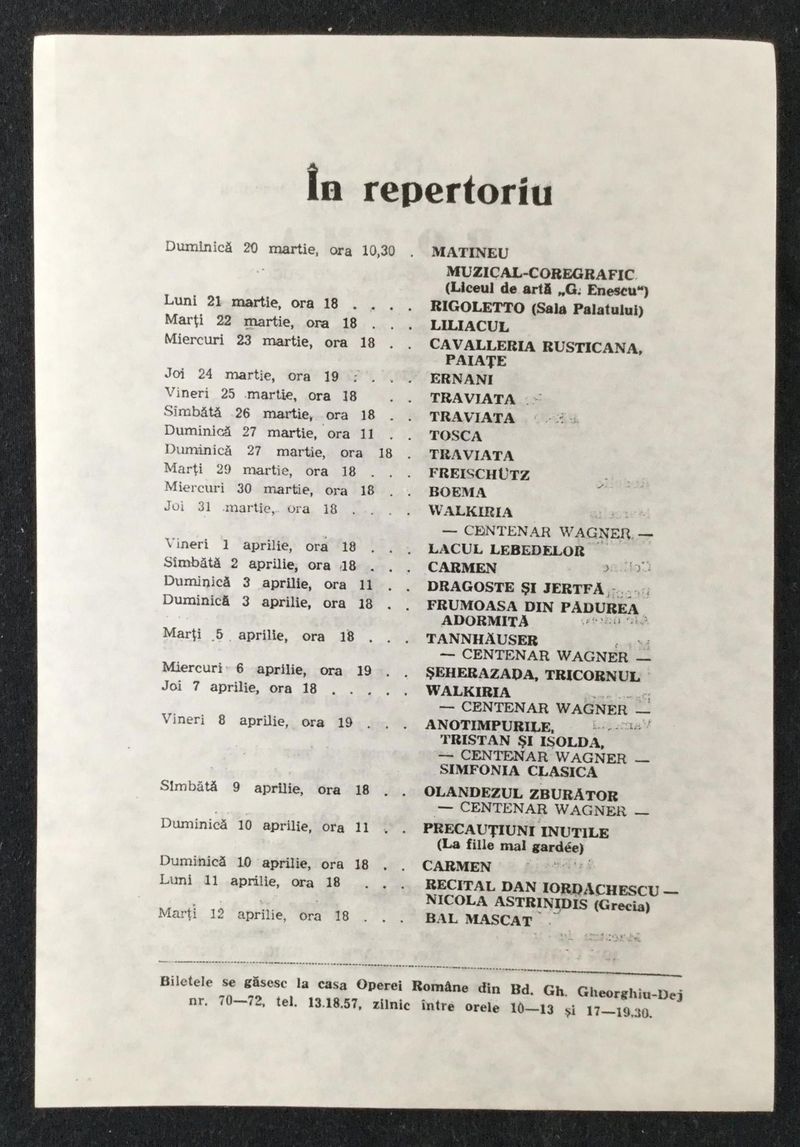 În repertoriu
Duminică 20 martie, ora 10,30 . MATINEU
MUZICAL-COREGRAFIC
(Liceul de artă „G. Enescu“)
Luni 21 martie, ora 18 . . . . RIGOLETTO (Sala Palatului)
Marți 22 martie, ora 18 . . . LILIACUL
Miercuri 23 martie, ora 18 . . CAVALLERIA RUSTICANA,
PAIAȚE
Joi 24 martie, ora 19 : . . . ERNANI
Vineri 25 martie, ora 18 . . TRAVIATA
Sîmbătă 26 martie, ora 18 . . TRAVIATA
Duminică 27 martie, ora 11 . . TOSCA
Duminică 27 martie, ora 18 . TRAVIATA
Marți 29 martie, ora 18 . . . FREISCHÜTZ
Miercuri 30 martie, ora 18 . . BOEMA
Joi 31 martie, ora 18 . . . . WALKIRIA
— CENTENAR WAGNER —
Vineri 1 aprilie, ora 18 . . . LACUL LEBEDELOR
Sîmbătă 2 aprilie, ora 18 . . . CARMEN
Duminică 3 aprilie, ora 11 . . DRAGOSTE ȘI JERTFĂ
Duminică 3 aprilie, ora 18 . . FRUMOASA DIN PĂDUREA
ADORMITĂ
Marți 5 aprilie, ora 18 . . . TANNHÄUSER
— CENTENAR WAGNER —
Miercuri 6 aprilie, ora 19 . . ȘEHERAZADA, TRICORNUL
Joi 7 aprilie, ora 18 . . . . . WALKIRIA
— CENTENAR WAGNER —
Vineri 8 aprilie, ora 19 . . . ANOTIMPURILE,
TRISTAN ȘI ISOLDA,
— CENTENAR WAGNER —
SIMFONIA CLASICA
Sîmbătă 9 aprilie, ora 18 . . OLANDEZUL ZBURĂTOR
— CENTENAR WAGNER —
Duminică 10 aprilie, ora 11 . . PRECAUȚIUNI INUTILE
(La fille mal gardée)
Duminică 10 aprilie, ora 18 . . CARMEN
Luni 11 aprilie, ora 18 . . . RECITAL DAN IORDĂCHESCU —
NICOLA ASTRINIDIS (Grecia)
Marți 12 aprilie, ora 18 . . . BAL MASCAT
Biletele se găsesc la casa Operei Române din Bd. Gh. Gheorghiu-Dej
nr. 70—72, tel. 13.18.57, zilnic între orele 10—13 și 17—19,30.